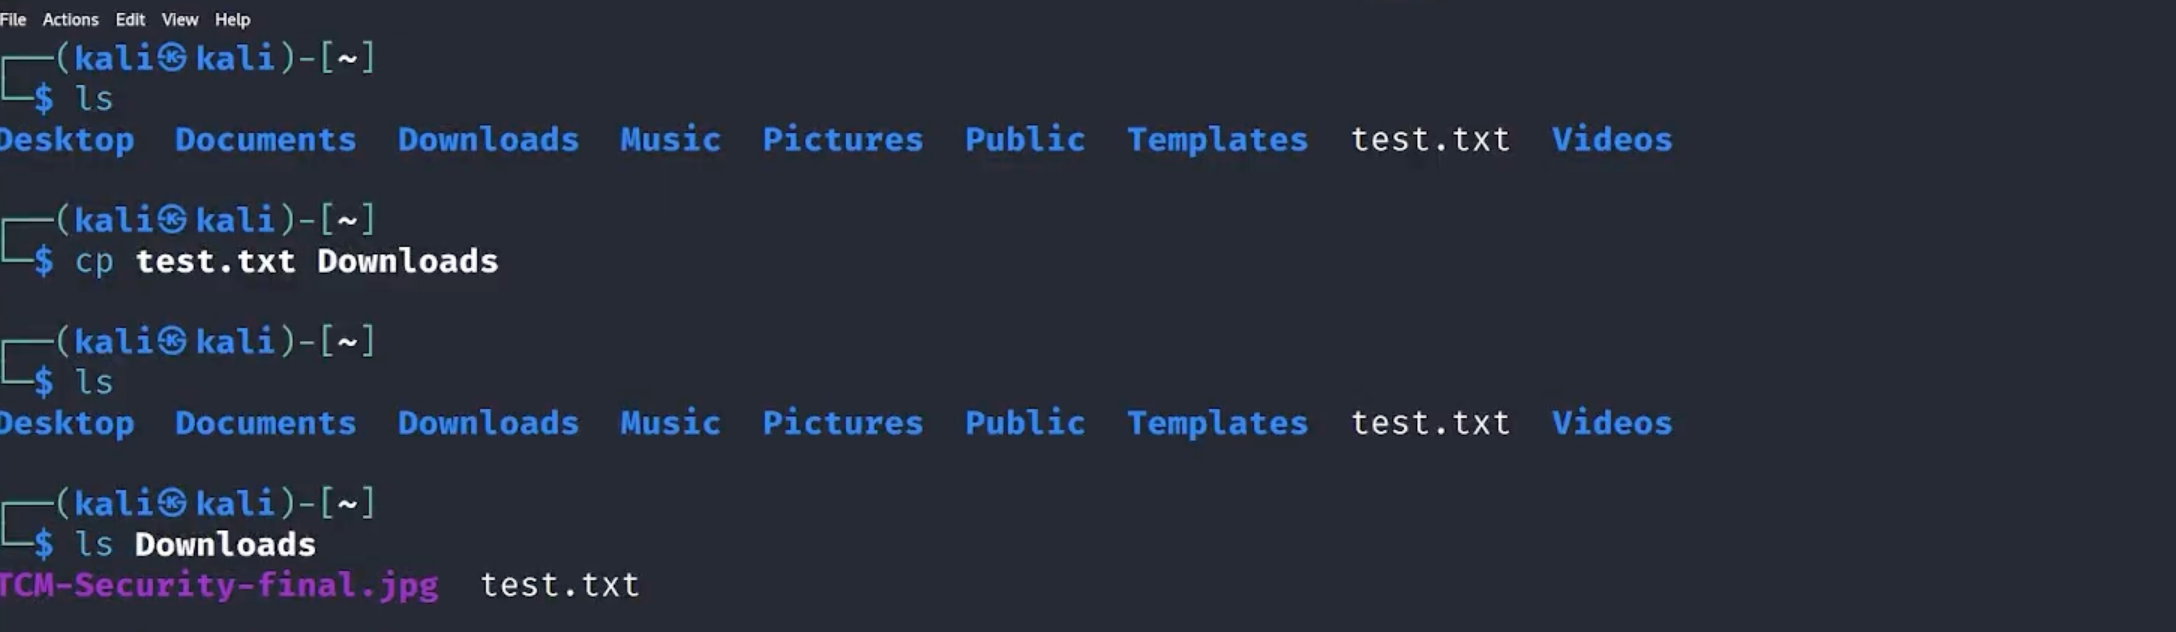 File Actions Edit View Help
┌──(kali㉿kali)-[~]
└─$ ls
Desktop Documents Downloads Music Pictures Public Templates test.txt Videos
┌──(kali㉿kali)-[~]
└─$ cp test.txt Downloads
┌──(kali㉿kali)-[~]
└─$ ls
Desktop Documents Downloads Music Pictures Public Templates test.txt Videos
┌──(kali㉿kali)-[~]
└─$ ls Downloads
TCM-Security-final.jpg test.txt